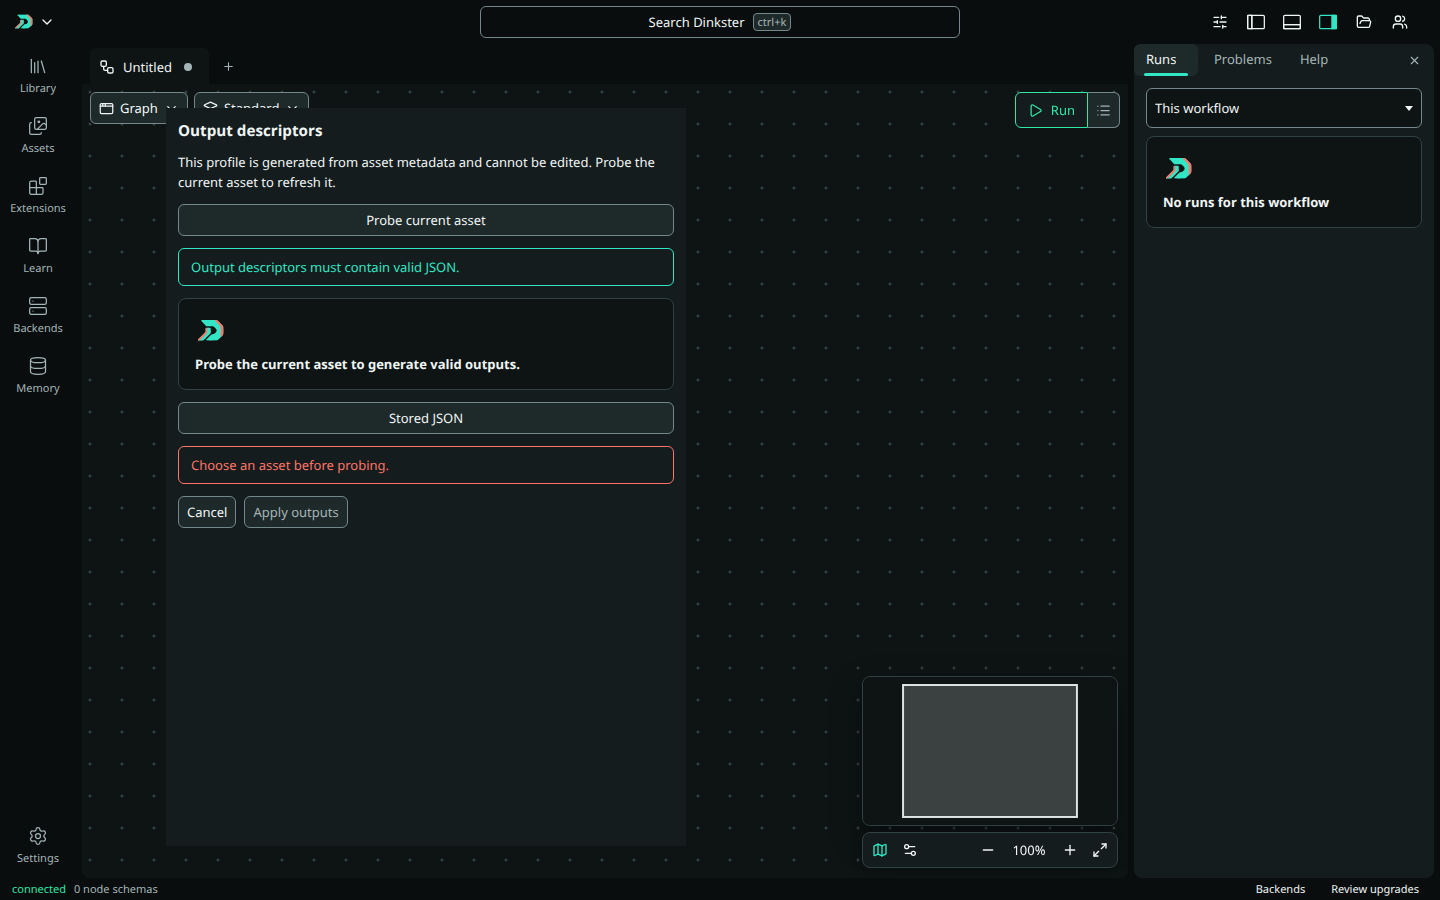 Search Dinkster ctrl+k
Untitled
Library
Assets
Extensions
Learn
Backends
Memory
Settings
Graph
Standard
Run
Output descriptors
This profile is generated from asset metadata and cannot be edited. Probe the
current asset to refresh it.
Probe current asset
Output descriptors must contain valid JSON.
Probe the current asset to generate valid outputs.
Stored JSON
Choose an asset before probing.
Cancel
Apply outputs
100%
Runs
Problems
Help
This workflow
No runs for this workflow
connected
0 node schemas
Backends
Review upgrades